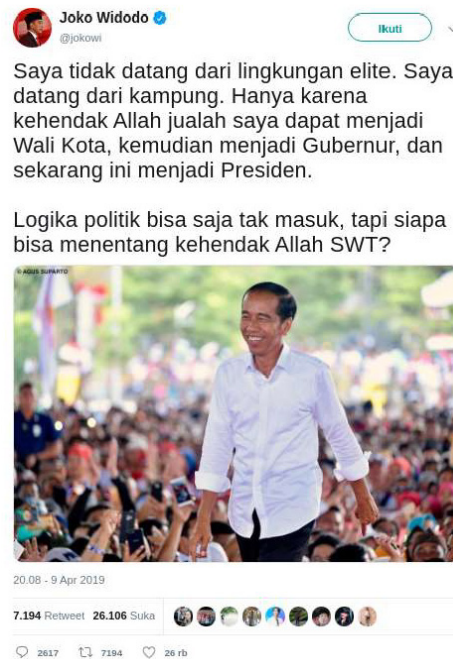 Joko Widodo
@jokowi
Ikuti
Saya tidak datang dari lingkungan elite. Saya
datang dari kampung. Hanya karena
kehendak Allah jualah saya dapat menjadi
Wali Kota, kemudian menjadi Gubernur, dan
sekarang ini menjadi Presiden.
Logika politik bisa saja tak masuk, tapi siapa
bisa menentang kehendak Allah SWT?
© AGUS SUPARTO
20.08 - 9 Apr 2019
7.194 Retweet 26.106 Suka
2617 7194 26 rb